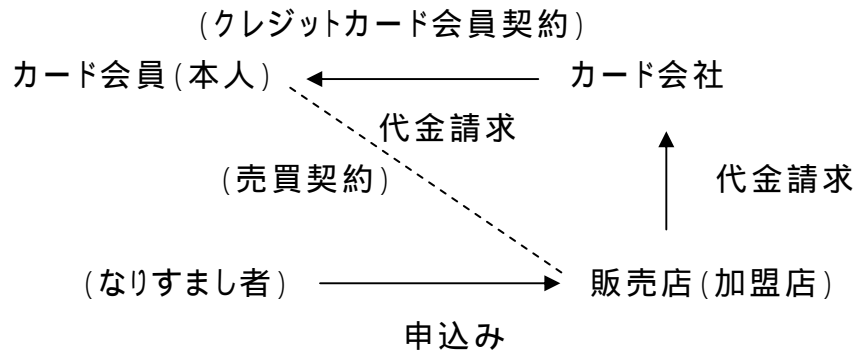 (クレジットカード会員契約)
カード会員(本人)
カード会社
代金請求
(売買契約)
代金請求
(なりすまし者)
販売店(加盟店)
申込み